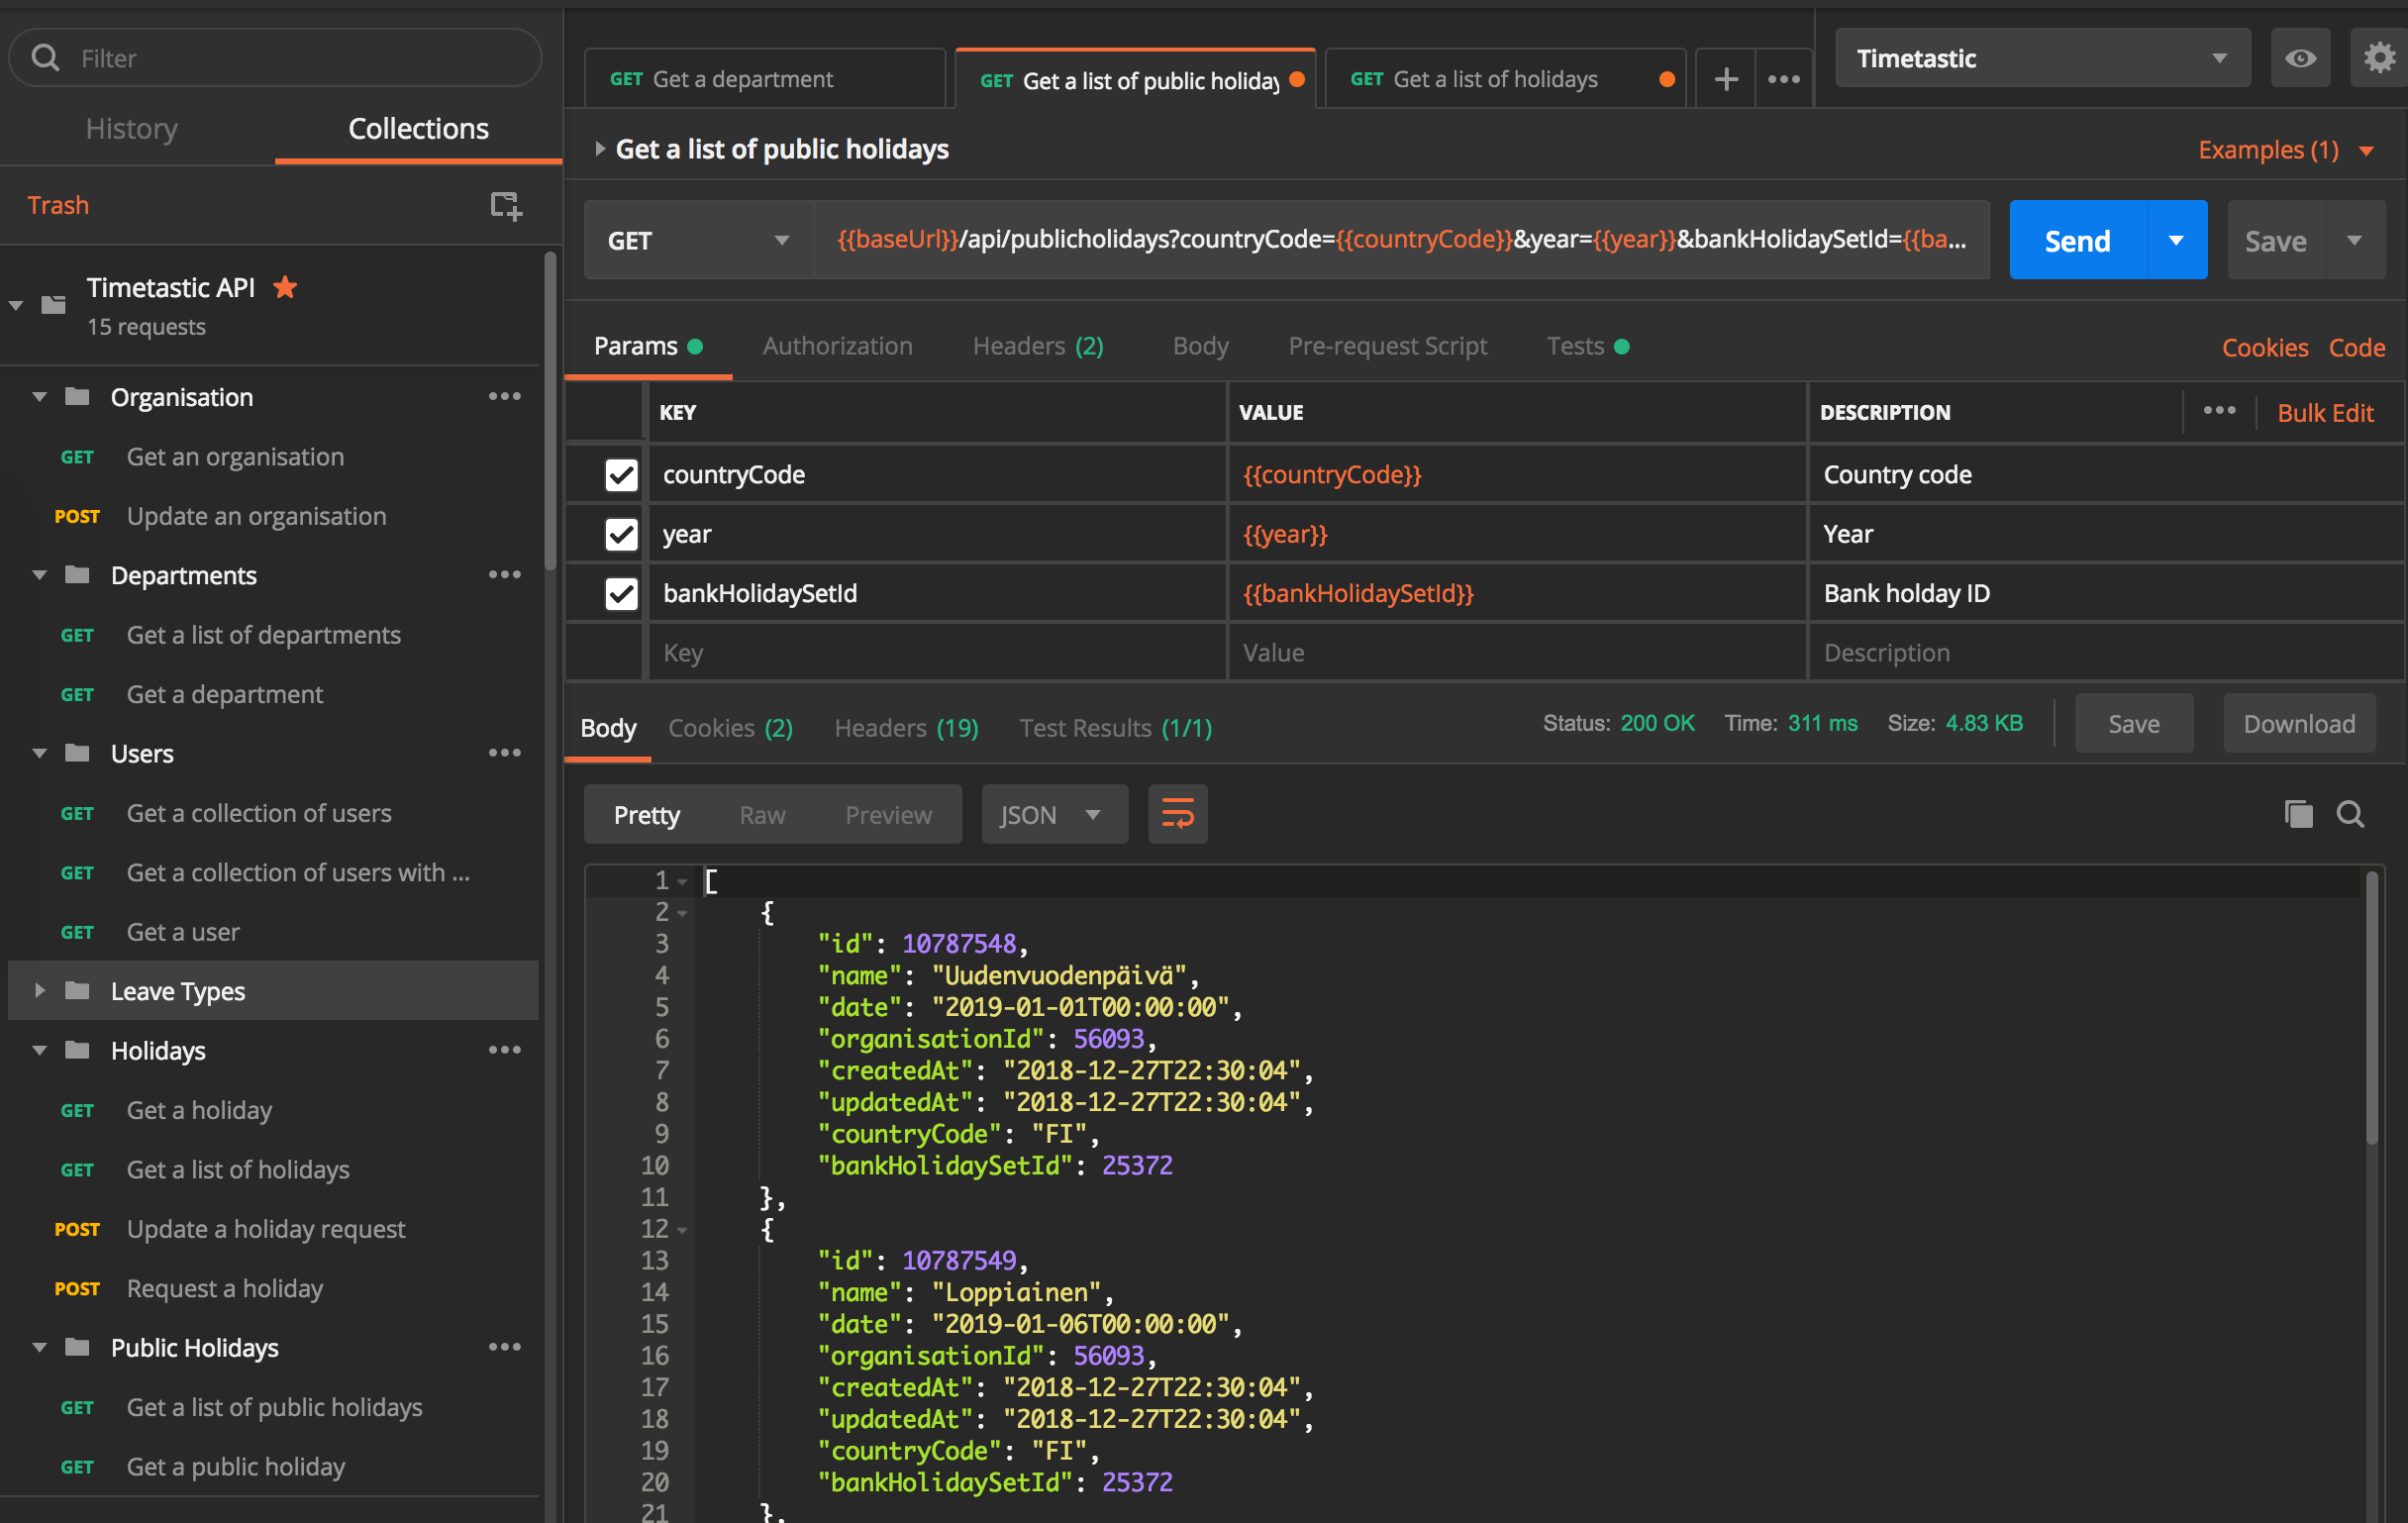 Filter
History Collections
Trash
Timetastic API
15 requests
Organisation
GET Get an organisation
POST Update an organisation
Departments
GET Get a list of departments
GET Get a department
Users
GET Get a collection of users
GET Get a collection of users with ...
GET Get a user
Leave Types
Holidays
GET Get a holiday
GET Get a list of holidays
POST Update a holiday request
POST Request a holiday
Public Holidays
GET Get a list of public holidays
GET Get a public holiday
GET Get a department GET Get a list of public holiday GET Get a list of holidays + ••• Timetastic
Get a list of public holidays Examples (1)
GET {{baseUrl}}/api/publicholidays?countryCode={{countryCode}}&year={{year}}&bankHolidaySetId={{ba... Send Save
Params Authorization Headers (2) Body Pre-request Script Tests Cookies Code
KEY VALUE DESCRIPTION ••• Bulk Edit
countryCode {{countryCode}} Country code
year {{year}} Year
bankHolidaySetId {{bankHolidaySetId}} Bank holday ID
Key Value Description
Body Cookies (2) Headers (19) Test Results (1/1) Status: 200 OK Time: 311 ms Size: 4.83 KB Save Download
Pretty Raw Preview JSON
1 [
2 {
3 "id": 10787548,
4 "name": "Uudenvuodenpäivä",
5 "date": "2019-01-01T00:00:00",
6 "organisationId": 56093,
7 "createdAt": "2018-12-27T22:30:04",
8 "updatedAt": "2018-12-27T22:30:04",
9 "countryCode": "FI",
10 "bankHolidaySetId": 25372
11 },
12 {
13 "id": 10787549,
14 "name": "Loppiainen",
15 "date": "2019-01-06T00:00:00",
16 "organisationId": 56093,
17 "createdAt": "2018-12-27T22:30:04",
18 "updatedAt": "2018-12-27T22:30:04",
19 "countryCode": "FI",
20 "bankHolidaySetId": 25372
21 },